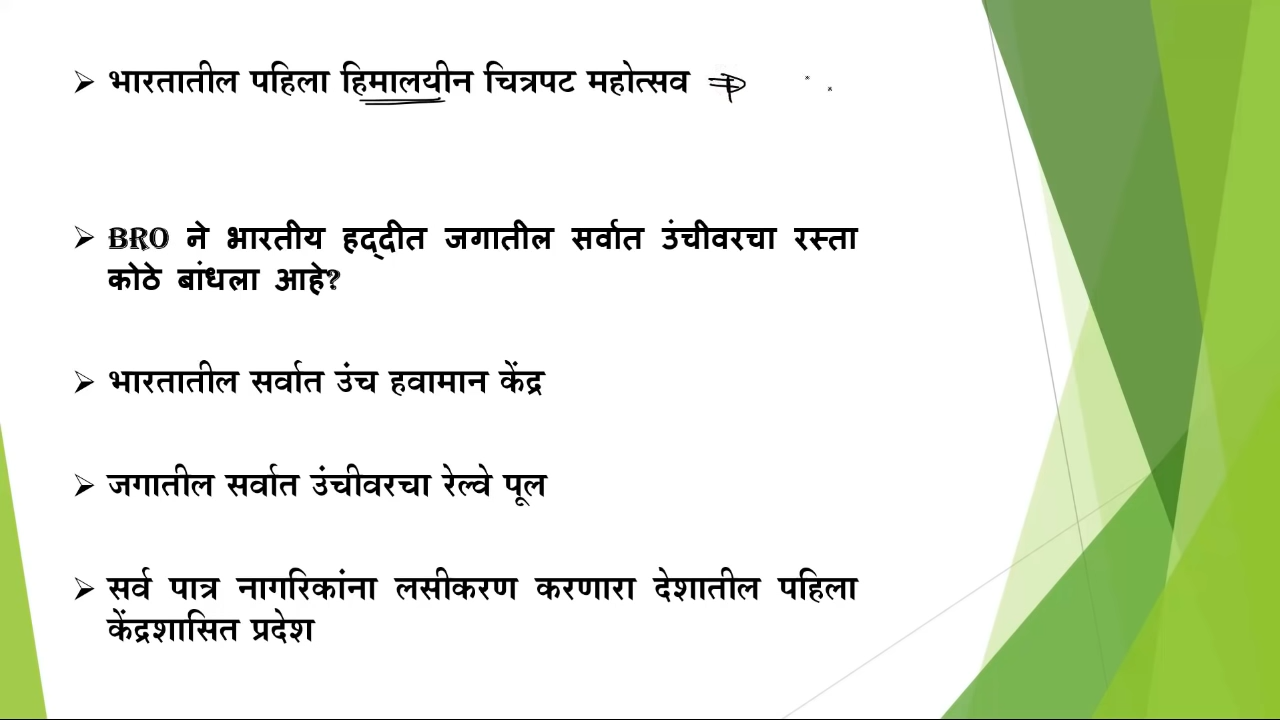 भारतातील पहिला हिमालयीन चित्रपट महोत्सव ⇒
BRO ने भारतीय हद्दीत जगातील सर्वात उंचीवरचा रस्ता
कोठे बांधला आहे?
भारतातील सर्वात उंच हवामान केंद्र
जगातील सर्वात उंचीवरचा रेल्वे पूल
सर्व पात्र नागरिकांना लसीकरण करणारा देशातील पहिला
केंद्रशासित प्रदेश